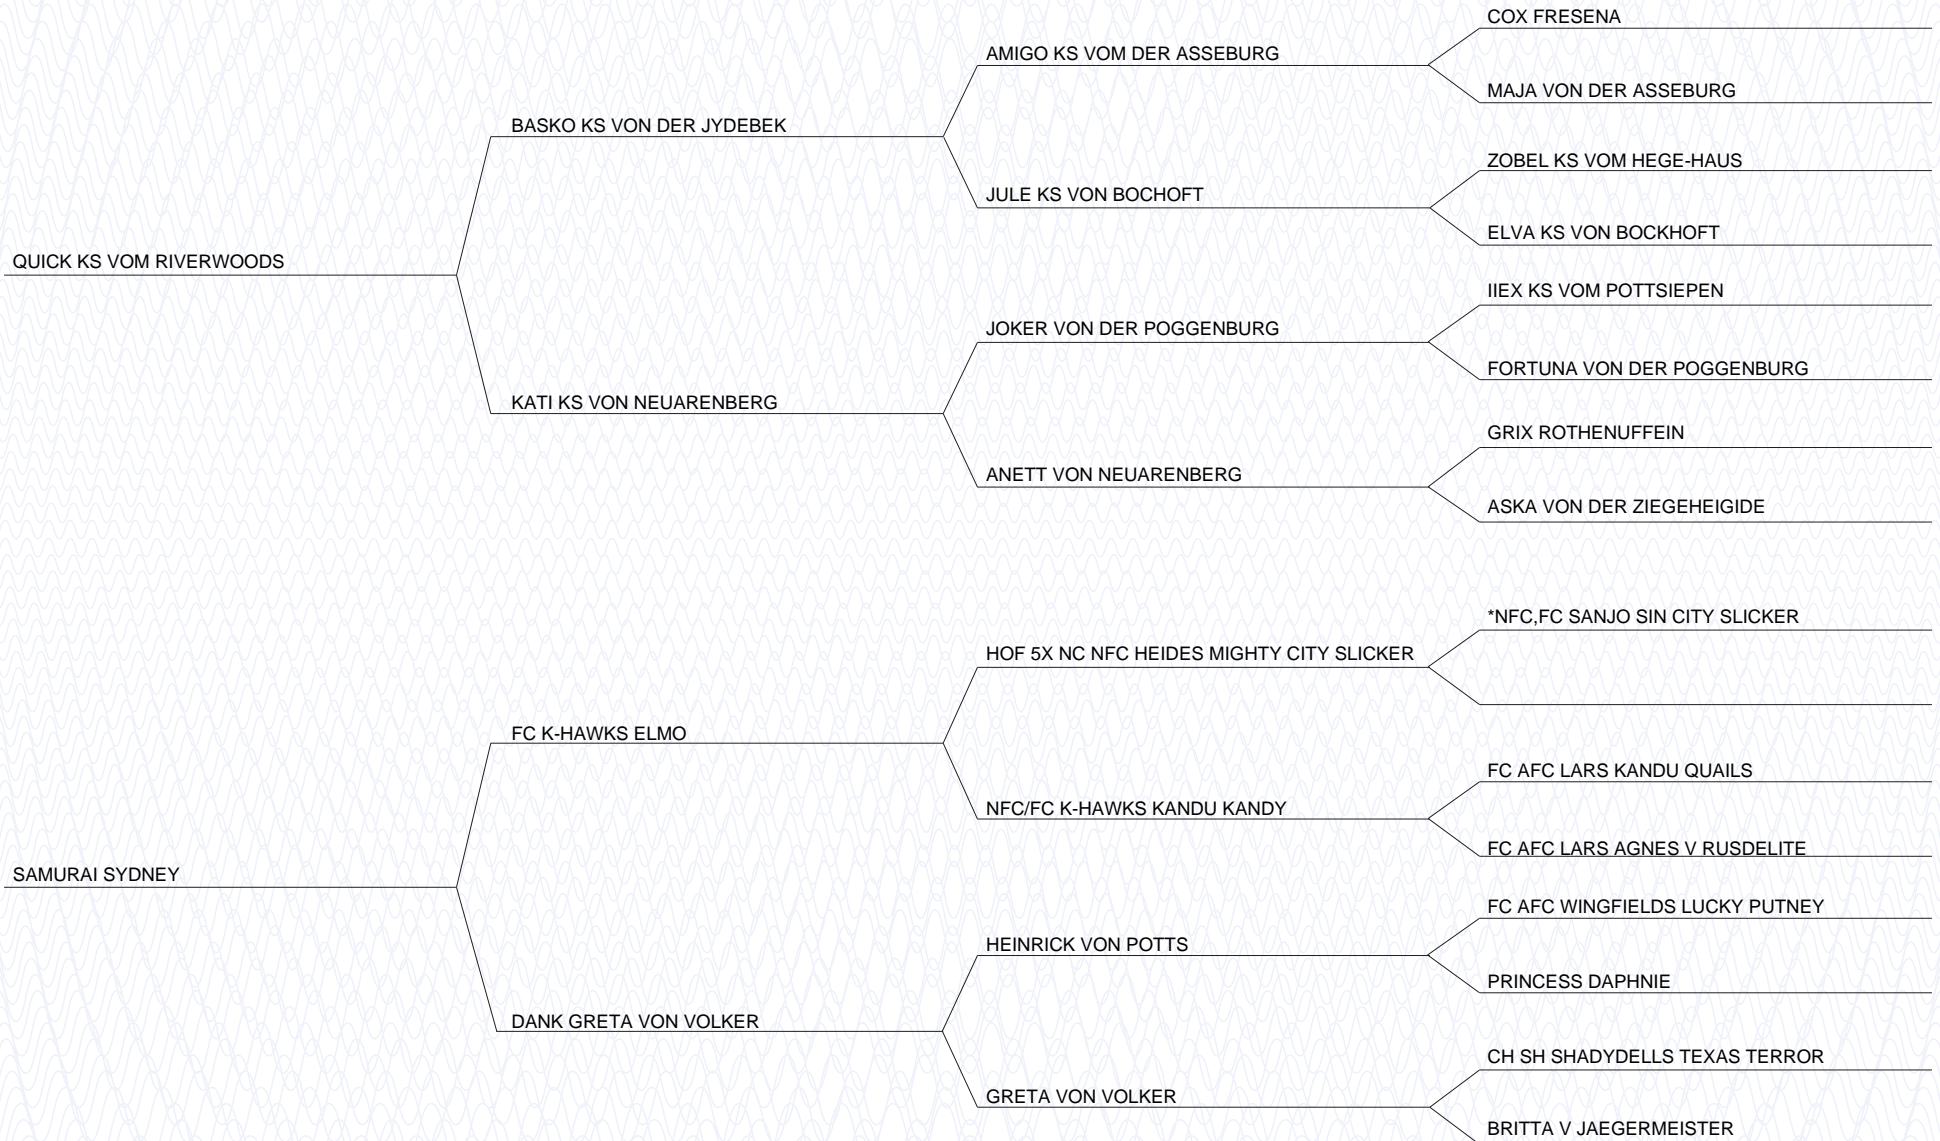 COX FRESENA
AMIGO KS VOM DER ASSEBURG
MAJA VON DER ASSEBURG
BASKO KS VON DER JYDEBEK
ZOBEL KS VOM HEGE-HAUS
JULE KS VON BOCHOFT
ELVA KS VON BOCKHOFT
QUICK KS VOM RIVERWOODS
IIEX KS VOM POTTSIEPEN
JOKER VON DER POGGENBURG
FORTUNA VON DER POGGENBURG
KATI KS VON NEUARENBERG
GRIX ROTHENUFFEIN
ANETT VON NEUARENBERG
ASKA VON DER ZIEGEHEIGIDE
*NFC,FC SANJO SIN CITY SLICKER
HOF 5X NC NFC HEIDES MIGHTY CITY SLICKER
FC K-HAWKS ELMO
FC AFC LARS KANDU QUAILS
NFC/FC K-HAWKS KANDU KANDY
FC AFC LARS AGNES V RUSDELITE
SAMURAI SYDNEY
FC AFC WINGFIELDS LUCKY PUTNEY
HEINRICK VON POTTS
PRINCESS DAPHNIE
DANK GRETA VON VOLKER
CH SH SHADYDELLS TEXAS TERROR
GRETA VON VOLKER
BRITTA V JAEGERMEISTER